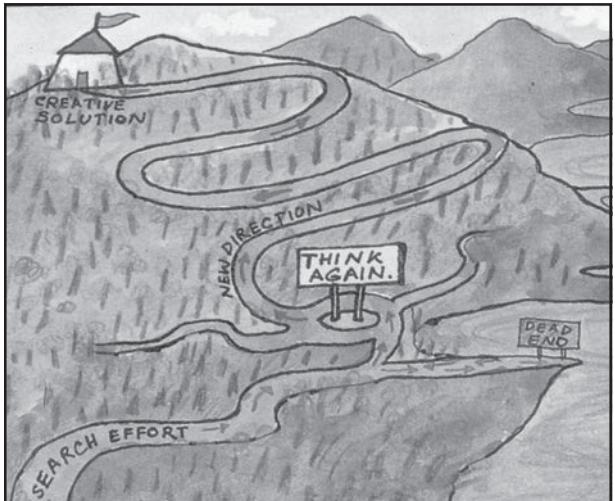 CREATIVE
SOLUTION
NEW DIRECTION
THINK
AGAIN.
DEAD
END
SEARCH EFFORT